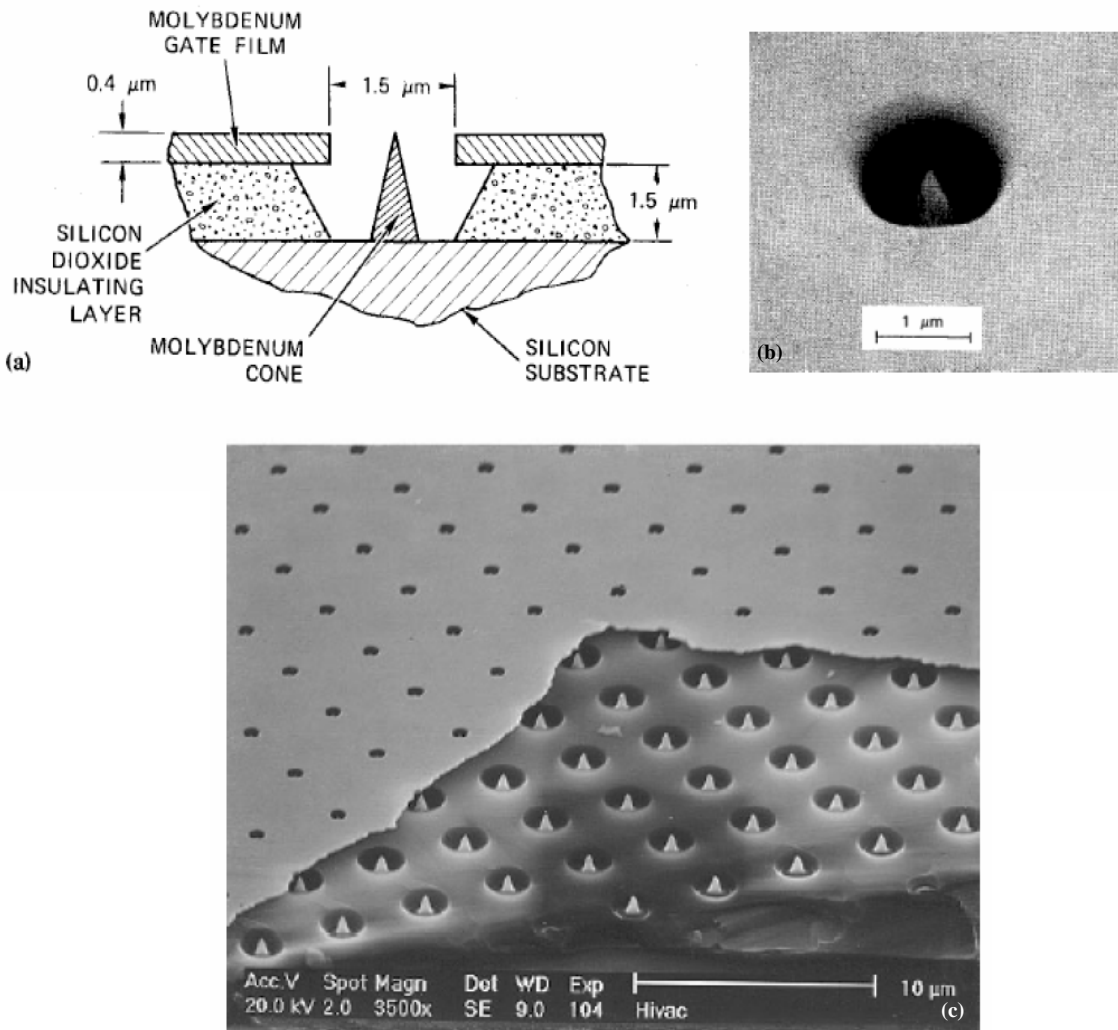 MOLYBDENUM
GATE FILM
0.4 μm
1.5 μm
1.5 μm
SILICON
DIOXIDE
INSULATING
LAYER
MOLYBDENUM
CONE
SILICON
SUBSTRATE
(a)
1 μm
(b)
Acc.V Spot Magn Det WD Exp
20.0 kV 2.0 3500x SE 9.0 104 Hivac
10 μm
(c)